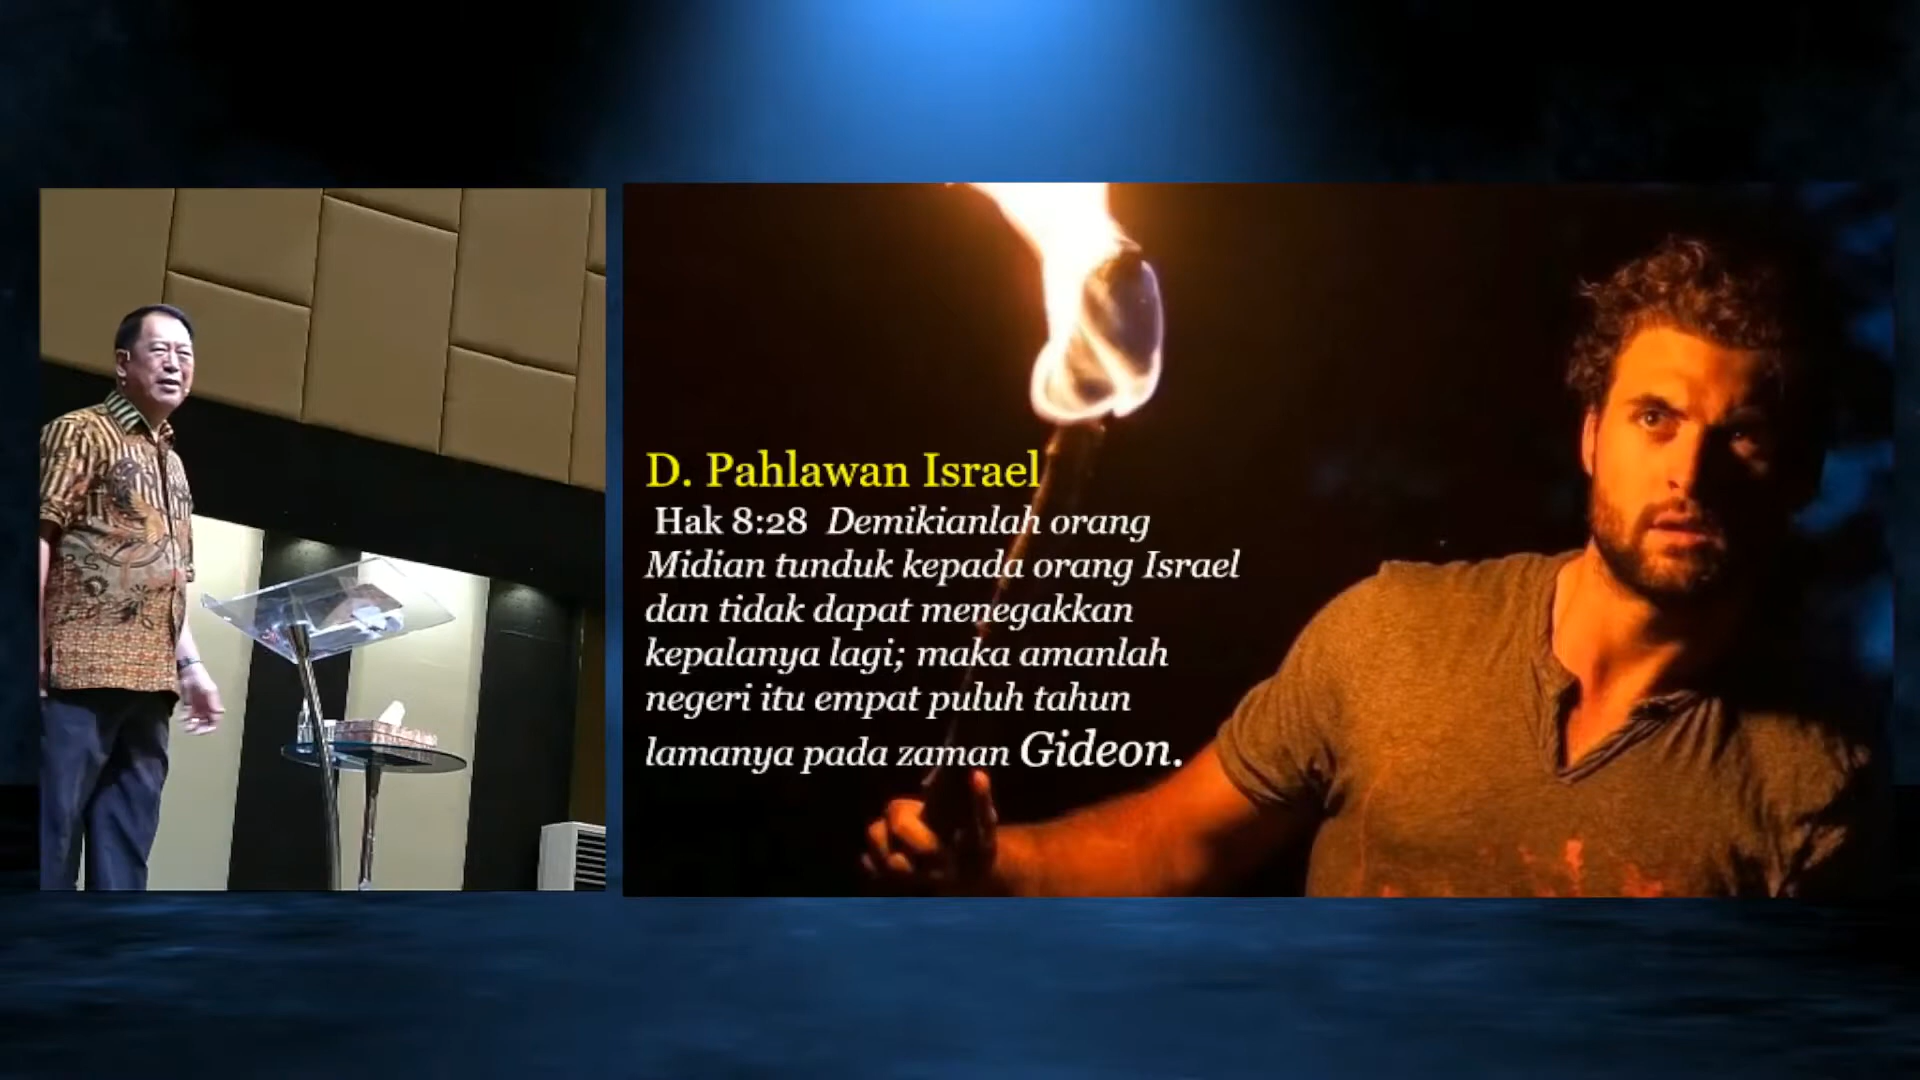 D. Pahlawan Israel
Hak 8:28 Demikianlah orang
Midian tunduk kepada orang Israel
dan tidak dapat menegakkan
kepalanya lagi; maka amanlah
negeri itu empat puluh tahun
lamanya pada zaman Gideon.